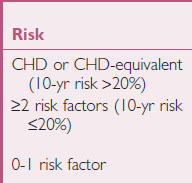 Risk
CHD or CHD-equivalent
(10-yr risk >20%)
≥2 risk factors (10-yr risk
≤20%)
0-1 risk factor